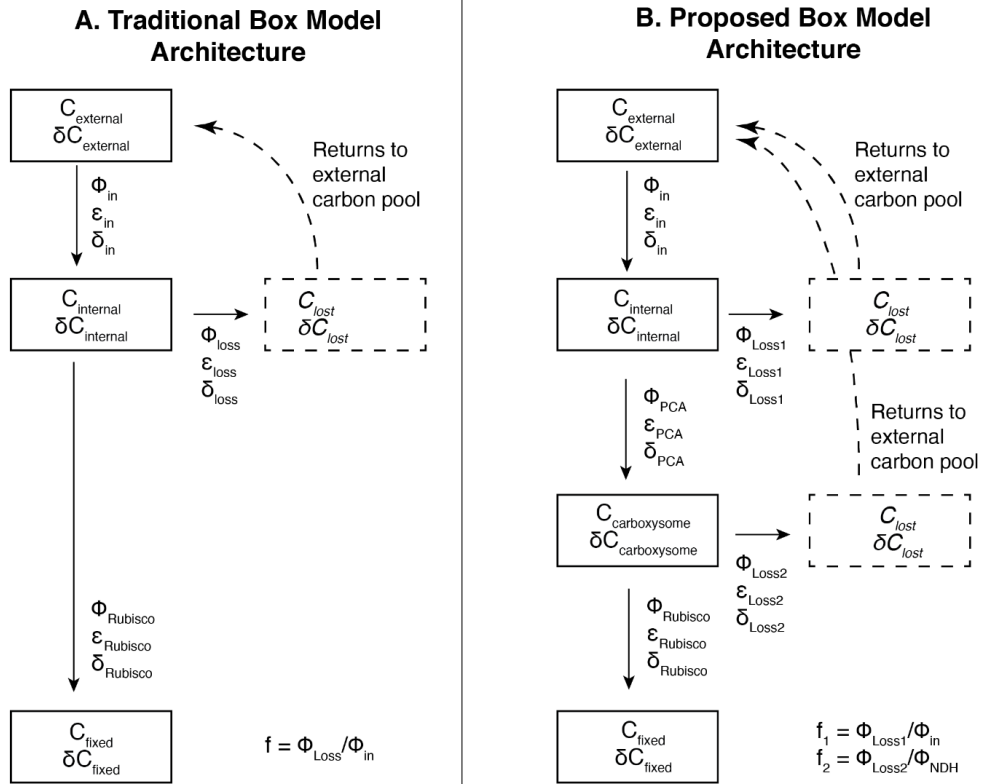 A. Traditional Box Model
Architecture
C_external
δC_external
Returns to
external
carbon pool
Φ_in
ε_in
δ_in
C_internal
δC_internal
C_lost
δC_lost
Φ_loss
ε_loss
δ_loss
Φ_Rubisco
ε_Rubisco
δ_Rubisco
C_fixed
δC_fixed
f = Φ_Loss/Φ_in
B. Proposed Box Model
Architecture
C_external
δC_external
Returns to
external
carbon pool
Φ_in
ε_in
δ_in
C_internal
δC_internal
C_lost
δC_lost
Φ_Loss1
ε_Loss1
δ_Loss1
Φ_PCA
ε_PCA
δ_PCA
Returns to
external
carbon pool
C_carboxysome
δC_carboxysome
C_lost
δC_lost
Φ_Loss2
ε_Loss2
δ_Loss2
Φ_Rubisco
ε_Rubisco
δ_Rubisco
C_fixed
δC_fixed
f_1 = Φ_Loss1/Φ_in
f_2 = Φ_Loss2/Φ_NDH